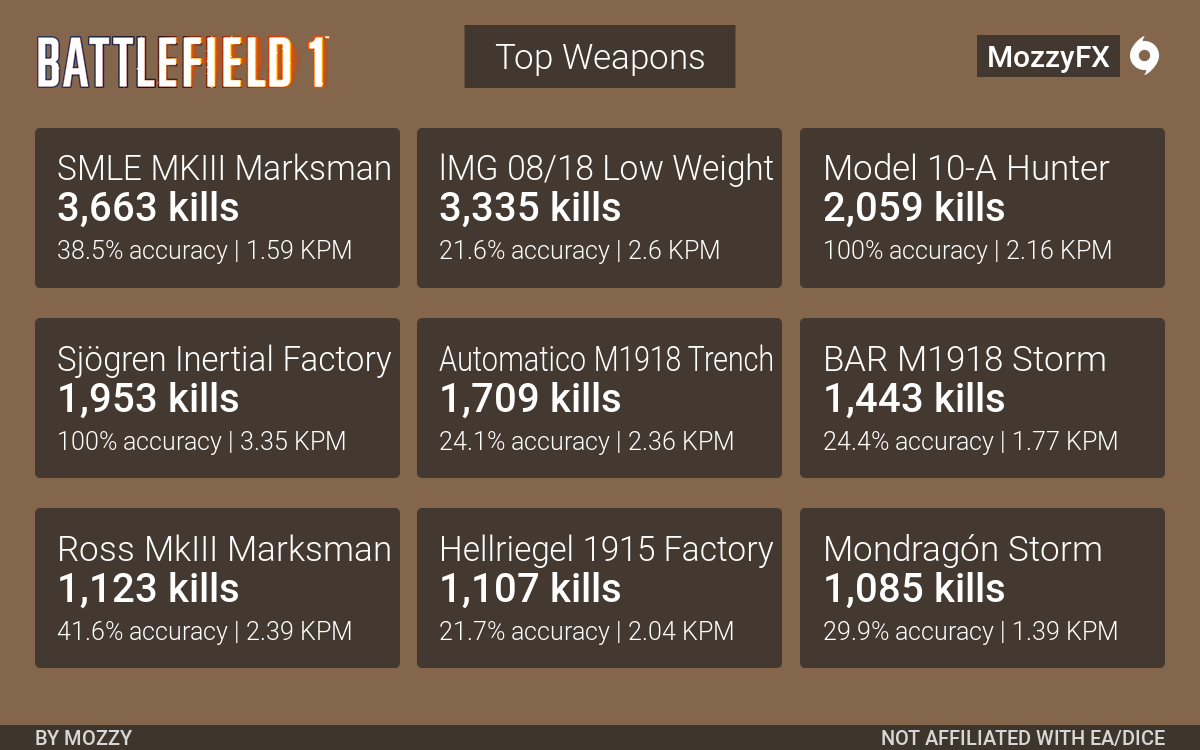 BATTLEFIELD 1
Top Weapons
MozzyFX
SMLE MKIII Marksman
3,663 kills
38.5% accuracy | 1.59 KPM
lMG 08/18 Low Weight
3,335 kills
21.6% accuracy | 2.6 KPM
Model 10-A Hunter
2,059 kills
100% accuracy | 2.16 KPM
Sjögren Inertial Factory
1,953 kills
100% accuracy | 3.35 KPM
Automatico M1918 Trench
1,709 kills
24.1% accuracy | 2.36 KPM
BAR M1918 Storm
1,443 kills
24.4% accuracy | 1.77 KPM
Ross MkIII Marksman
1,123 kills
41.6% accuracy | 2.39 KPM
Hellriegel 1915 Factory
1,107 kills
21.7% accuracy | 2.04 KPM
Mondragón Storm
1,085 kills
29.9% accuracy | 1.39 KPM
BY MOZZY
NOT AFFILIATED WITH EA/DICE